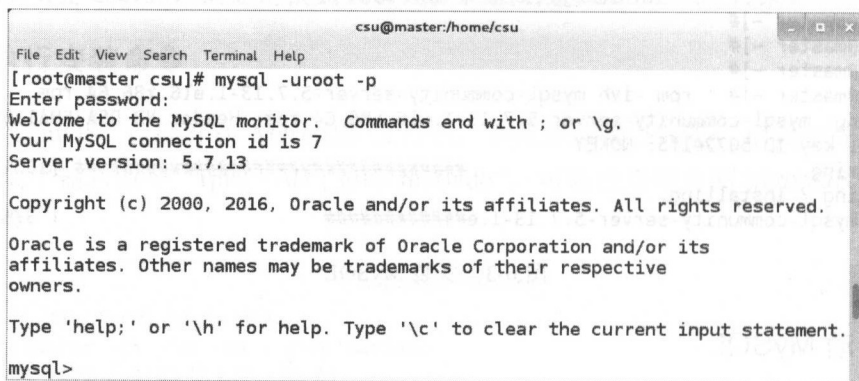 csu@master:/home/csu
File Edit View Search Terminal Help
[root@master csu]# mysql -uroot -p
Enter password:
Welcome to the MySQL monitor.  Commands end with ; or \g.
Your MySQL connection id is 7
Server version: 5.7.13
Copyright (c) 2000, 2016, Oracle and/or its affiliates. All rights reserved.
Oracle is a registered trademark of Oracle Corporation and/or its
affiliates. Other names may be trademarks of their respective
owners.
Type 'help;' or '\h' for help. Type '\c' to clear the current input statement.
mysql>